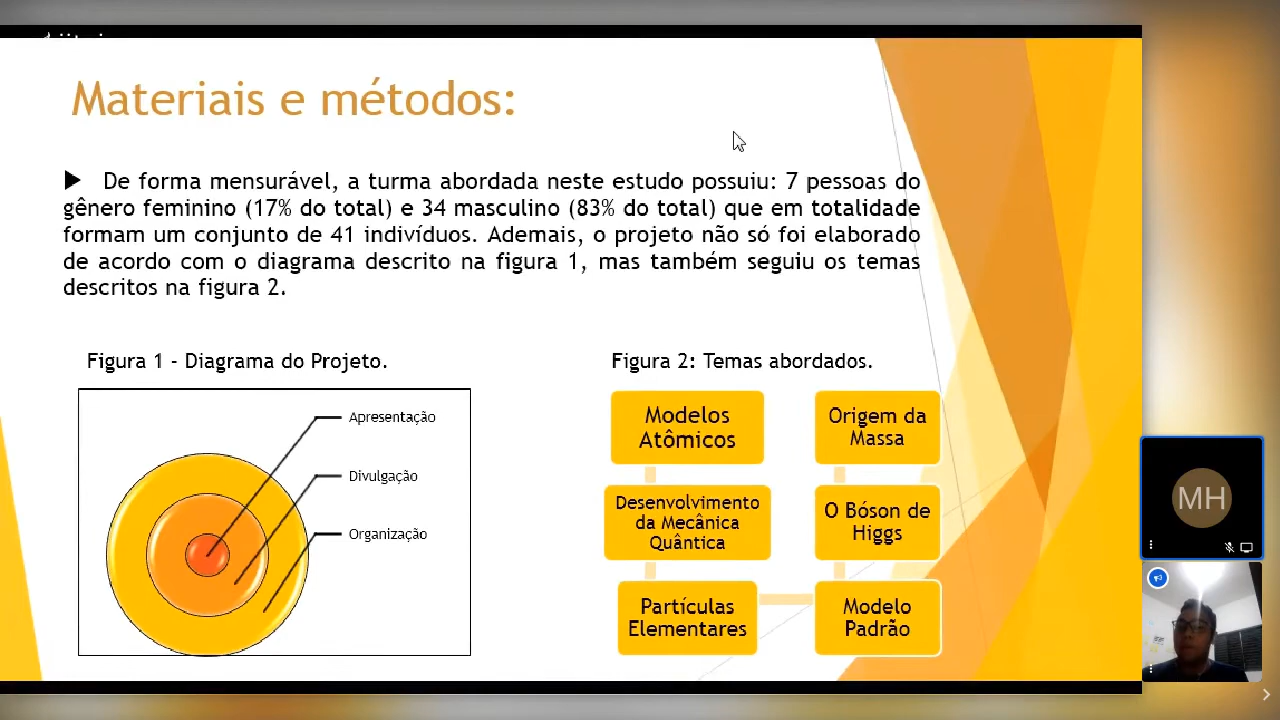 Materiais e métodos:
De forma mensurável, a turma abordada neste estudo possuiu: 7 pessoas do
gênero feminino (17% do total) e 34 masculino (83% do total) que em totalidade
formam um conjunto de 41 indivíduos. Ademais, o projeto não só foi elaborado
de acordo com o diagrama descrito na figura 1, mas também seguiu os temas
descritos na figura 2.
Figura 1 - Diagrama do Projeto.
Apresentação
Divulgação
Organização
Figura 2: Temas abordados.
Modelos
Atômicos
Desenvolvimento
da Mecânica
Quântica
Partículas
Elementares
Modelo
Padrão
O Bóson de
Higgs
Origem da
Massa
MH